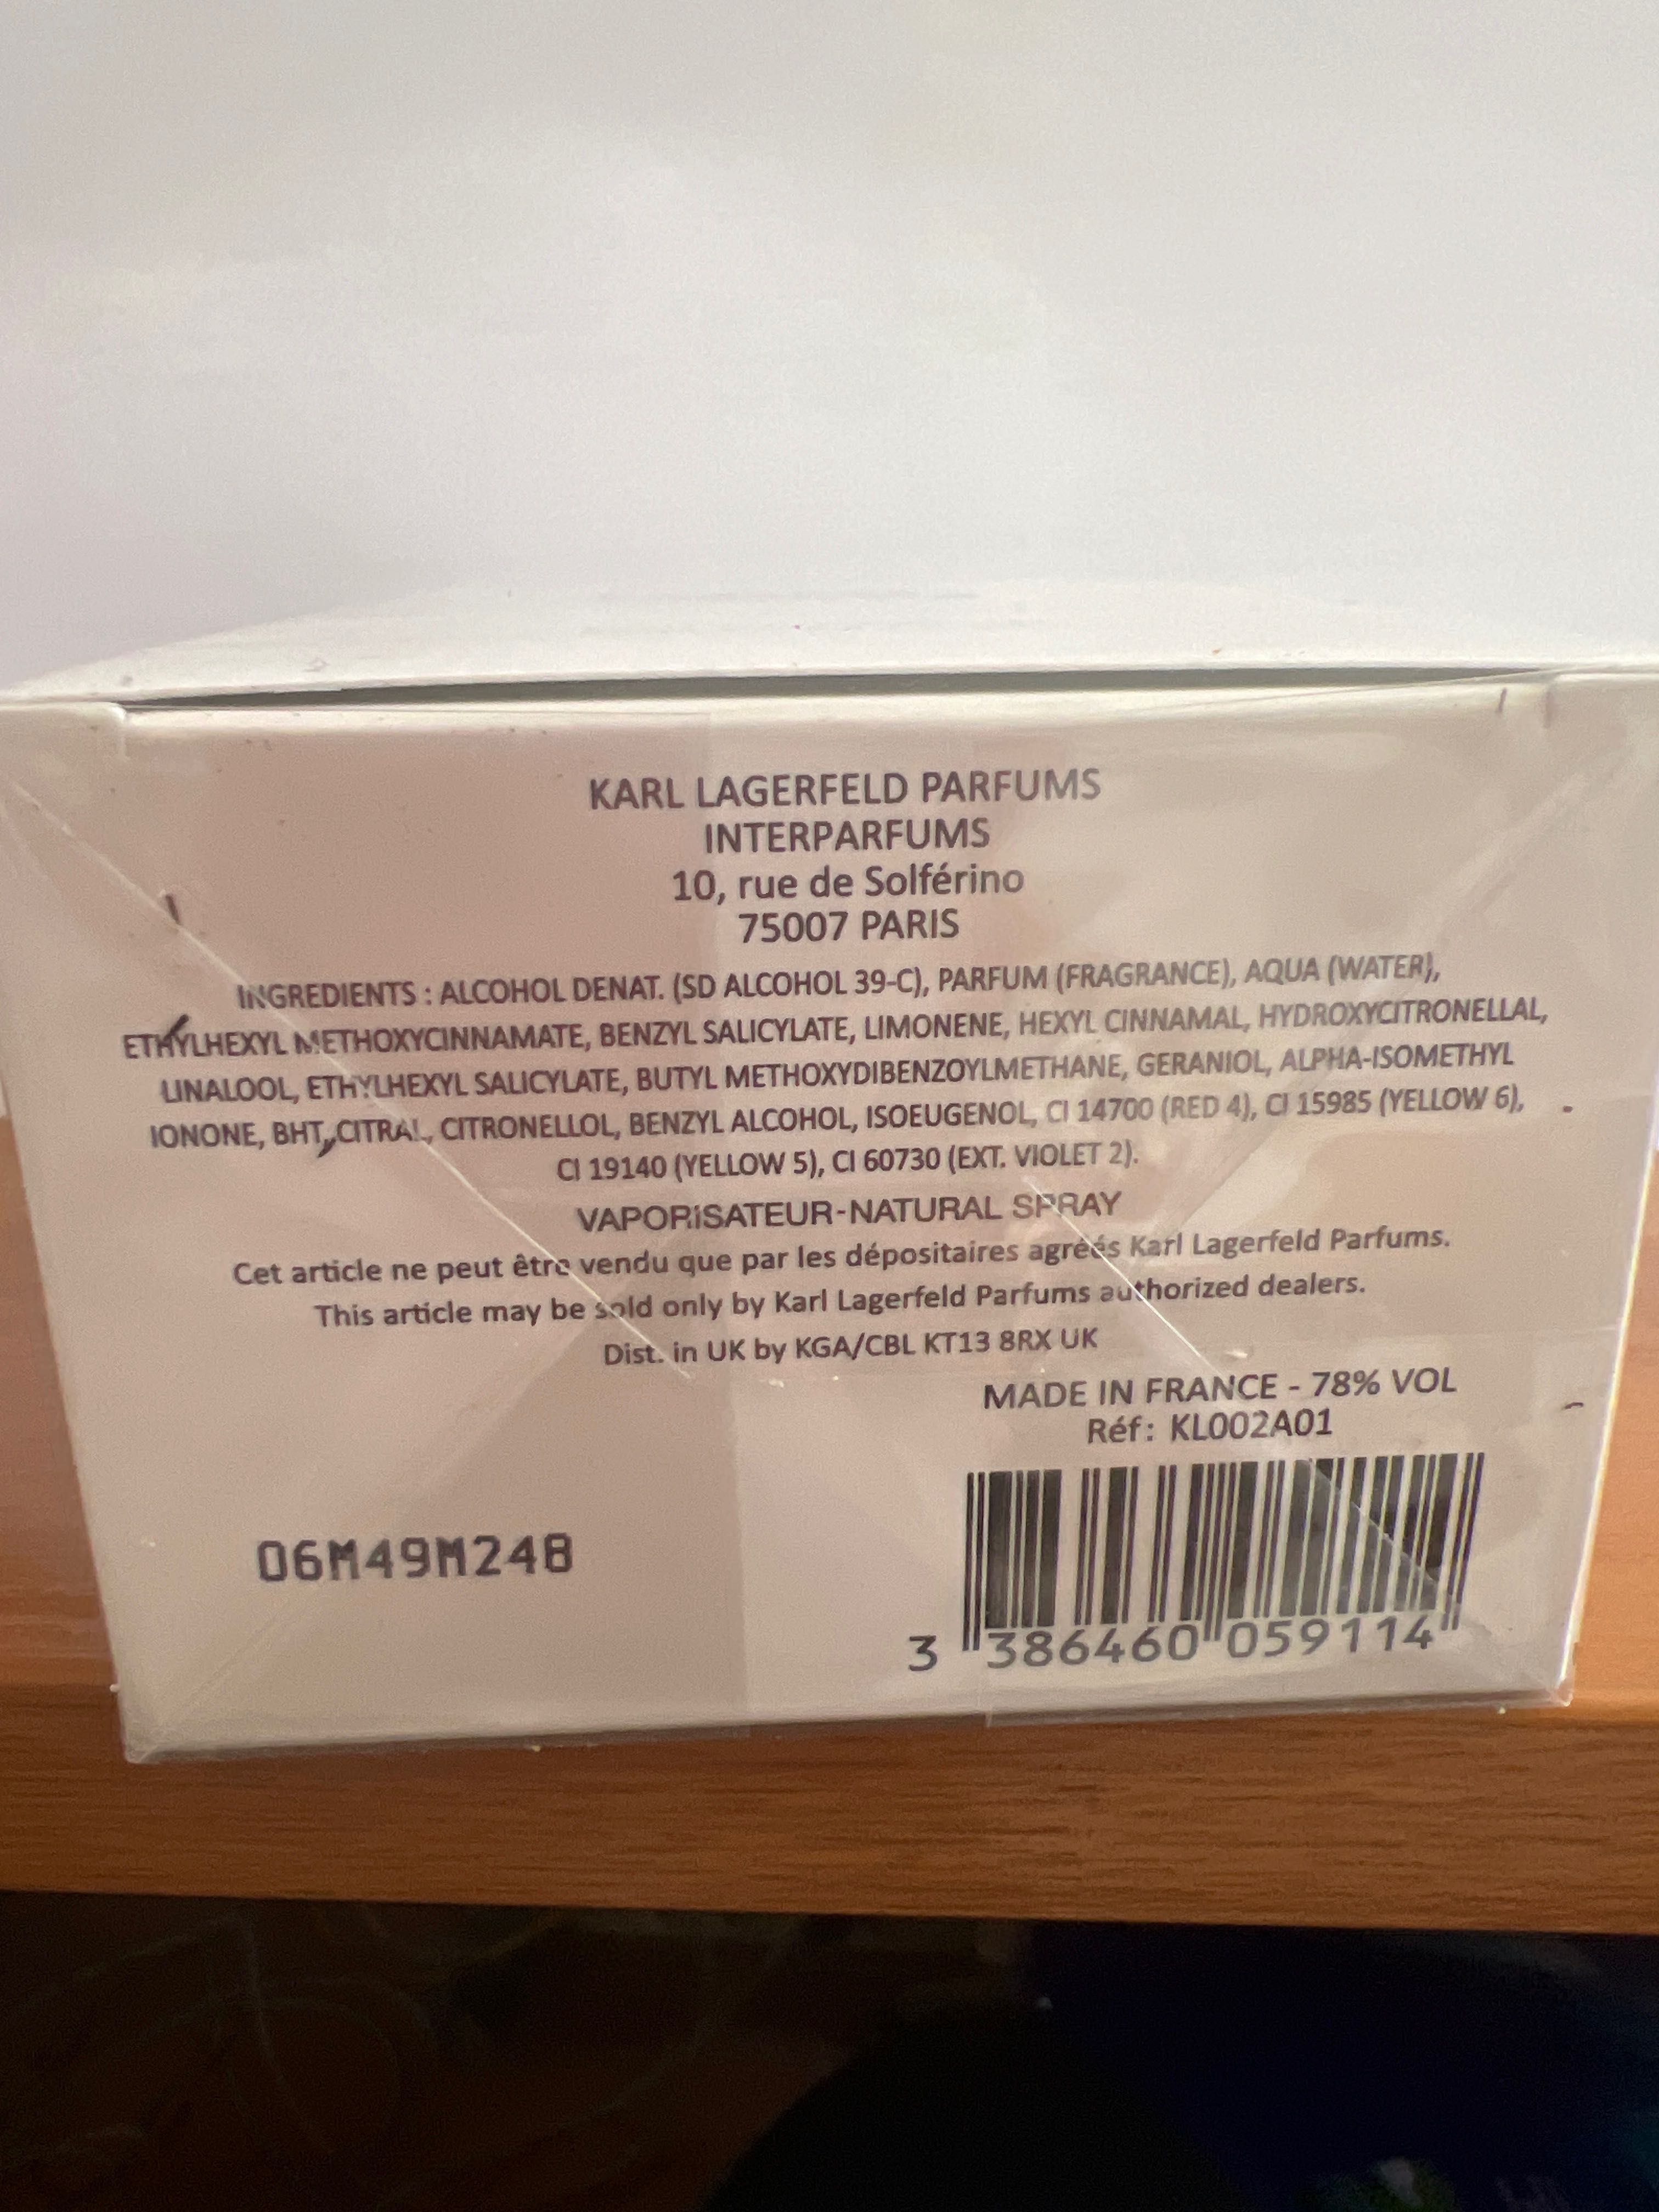 KARL LAGERFELD PARFUMS
INTERPARFUMS
10, rue de Solférino
75007 PARIS
INGREDIENTS : ALCOHOL DENAT. (SD ALCOHOL 39-C), PARFUM (FRAGRANCE), AQUA (WATER),
ETHYLHEXYL METHOXYCINNAMATE, BENZYL SALICYLATE, LIMONENE, HEXYL CINNAMAL, HYDROXYCITRONELLAL,
LINALOOL, ETHYLHEXYL SALICYLATE, BUTYL METHOXYDIBENZOYLMETHANE, GERANIOL, ALPHA-ISOMETHYL
IONONE, BHT, CITRAL, CITRONELLOL, BENZYL ALCOHOL, ISOEUGENOL, CI 14700 (RED 4), CI 15985 (YELLOW 6),
CI 19140 (YELLOW 5), CI 60730 (EXT. VIOLET 2).
VAPORISATEUR-NATURAL SPRAY
Cet article ne peut être vendu que par les dépositaires agréés Karl Lagerfeld Parfums.
This article may be sold only by Karl Lagerfeld Parfums authorized dealers.
Dist. in UK by KGA/CBL KT13 8RX UK
MADE IN FRANCE - 78% VOL
Réf: KL002A01
06M49M248
3 386460 059114